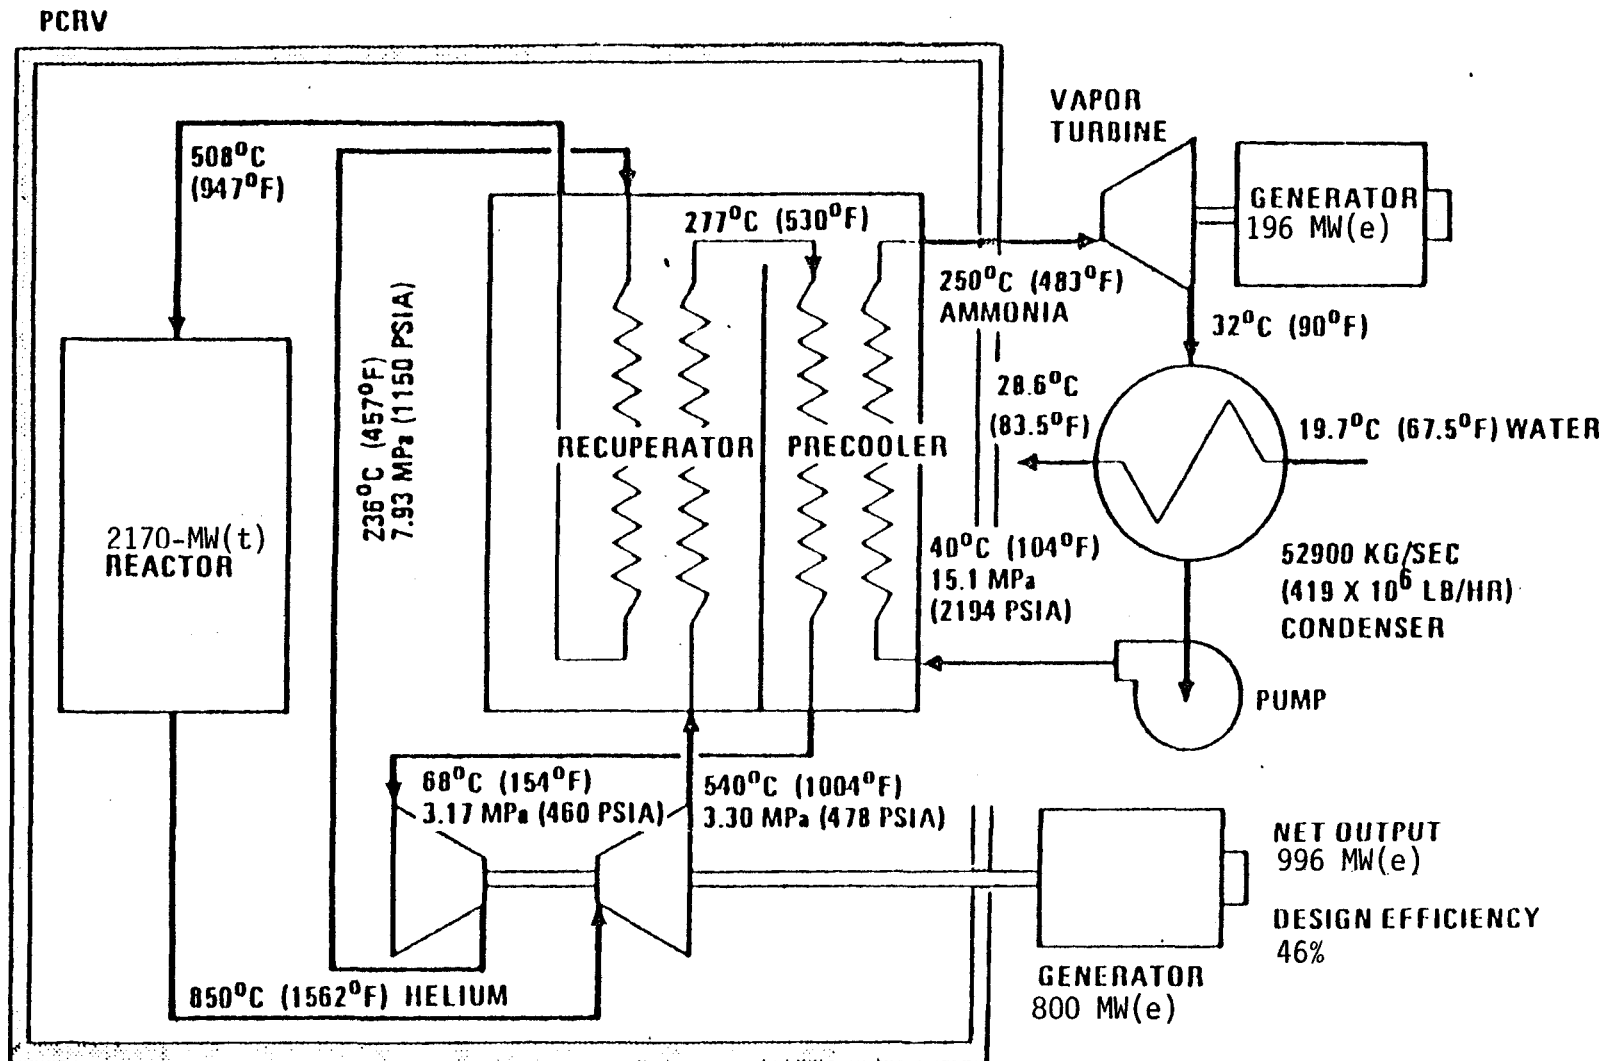 PCRV
508°C
(947°F)
VAPOR
TURBINE
GENERATOR
196 MW(e)
277°C (530°F)
250°C (483°F)
AMMONIA
32°C (90°F)
28.6°C
(83.5°F)
19.7°C (67.5°F) WATER
236°C (457°F)
7.93 MPa (1150 PSIA)
RECUPERATOR
PRECOOLER
2170-MW(t)
REACTOR
40°C (104°F)
15.1 MPa
(2194 PSIA)
52900 KG/SEC
(419 X 10⁶ LB/HR)
CONDENSER
PUMP
68°C (154°F)
3.17 MPa (460 PSIA)
540°C (1004°F)
3.30 MPa (478 PSIA)
NET OUTPUT
996 MW(e)
DESIGN EFFICIENCY
46%
850°C (1562°F) HELIUM
GENERATOR
800 MW(e)